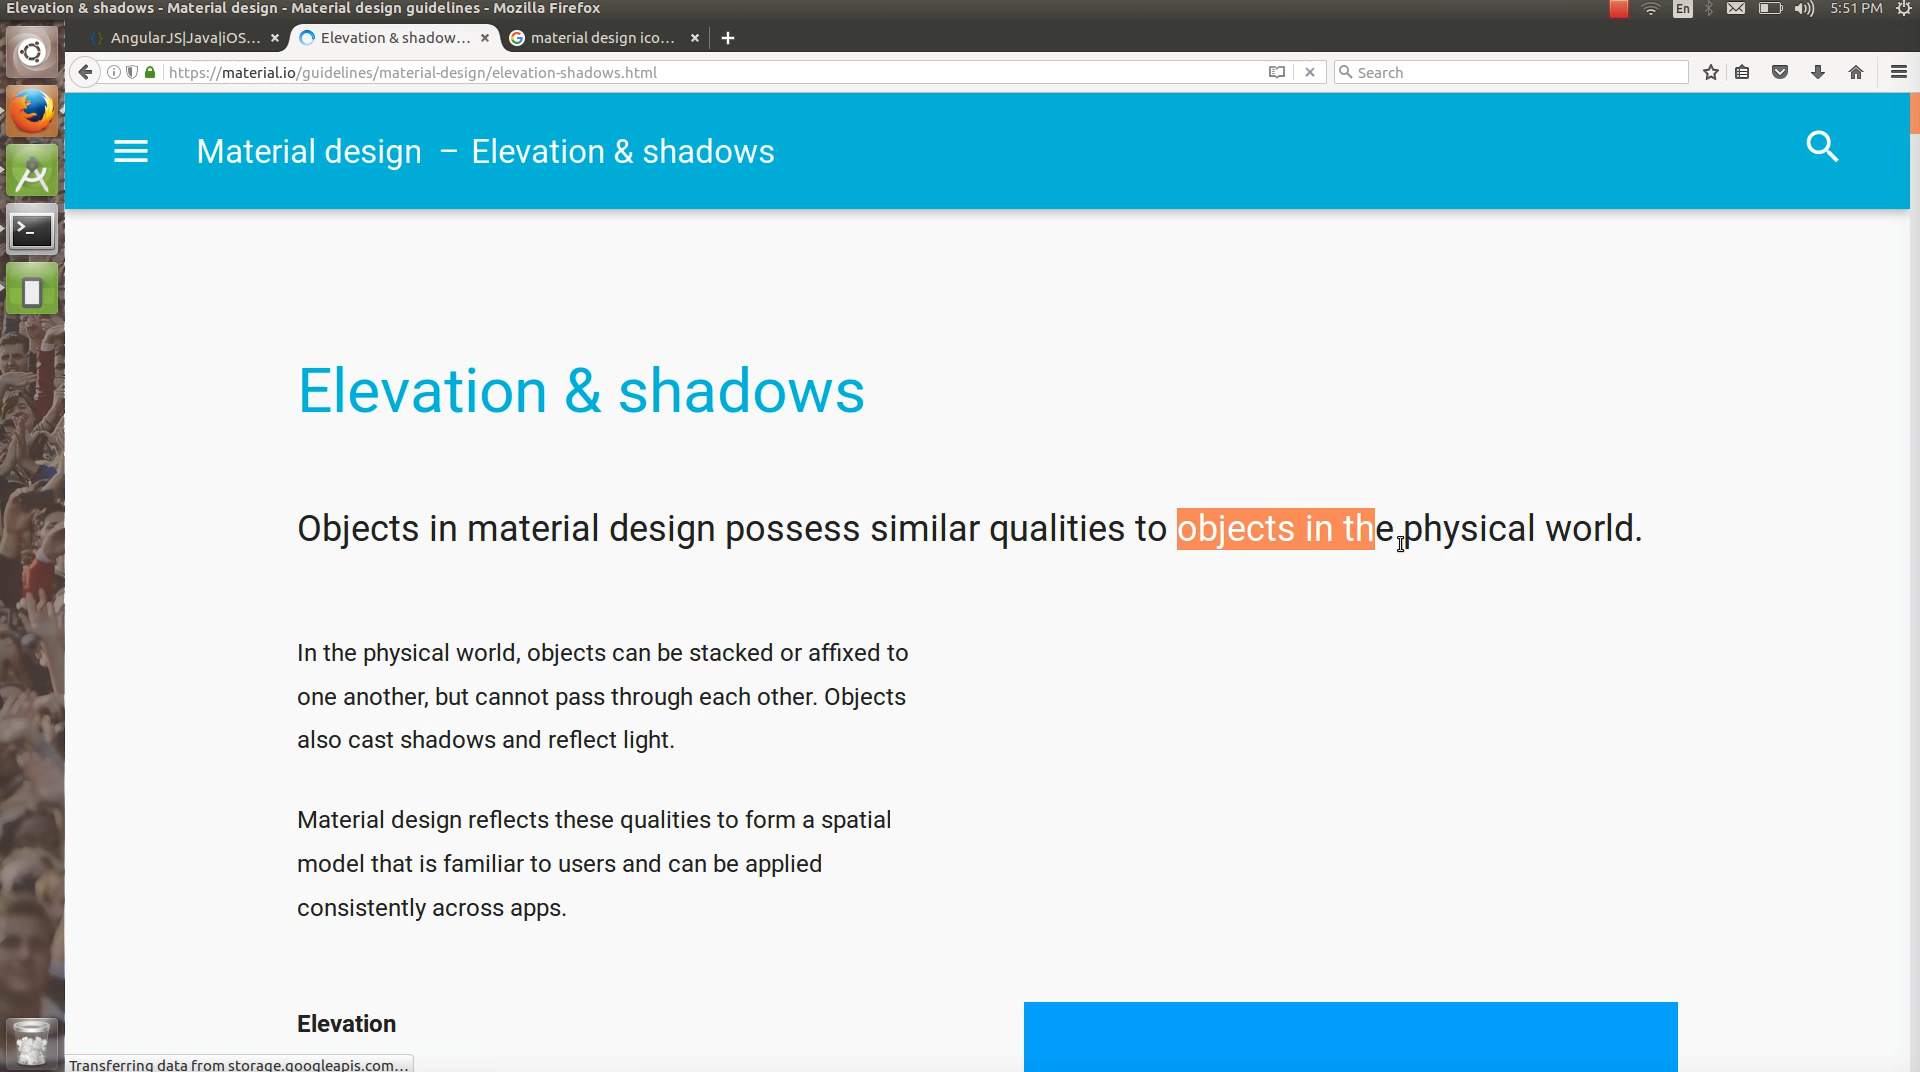 Elevation & shadows - Material design - Material design guidelines - Mozilla Firefox
En
5:51 PM
AngularJS|Java|iOS...
Elevation & shadow...
material design ico...
https://material.io/guidelines/material-design/elevation-shadows.html
Search
Material design – Elevation & shadows
Elevation & shadows
Objects in material design possess similar qualities to objects in the physical world.
In the physical world, objects can be stacked or affixed to
one another, but cannot pass through each other. Objects
also cast shadows and reflect light.
Material design reflects these qualities to form a spatial
model that is familiar to users and can be applied
consistently across apps.
Elevation
Transferring data from storage.googleapis.com...